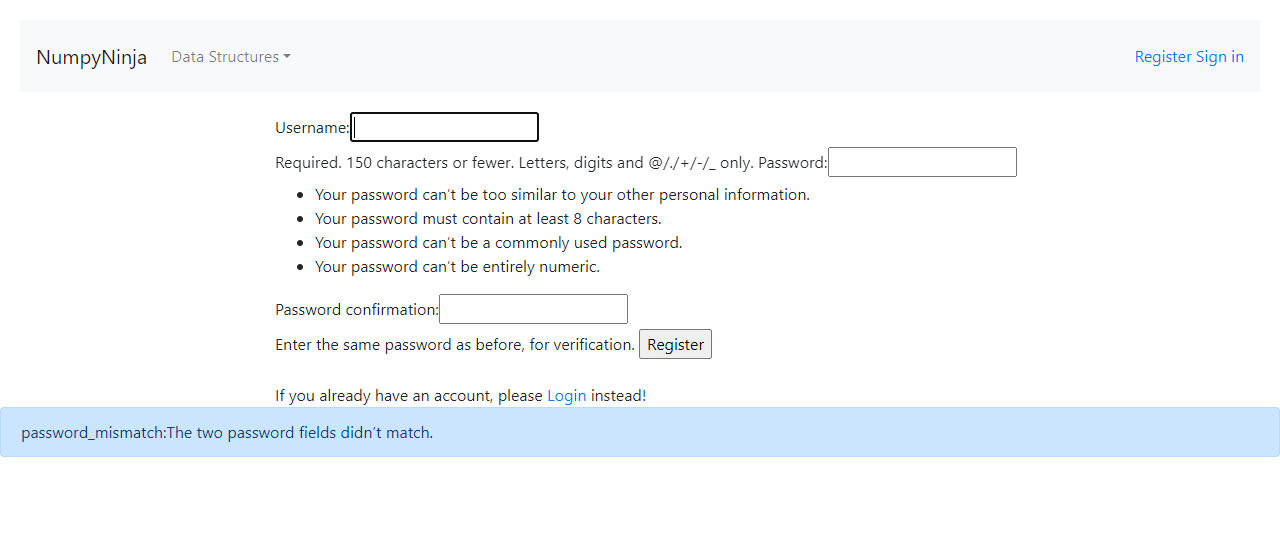 NumpyNinja Data Structures Register Sign in
Username:
Required. 150 characters or fewer. Letters, digits and @/./+/-/_ only. Password:
Your password can’t be too similar to your other personal information.
Your password must contain at least 8 characters.
Your password can’t be a commonly used password.
Your password can’t be entirely numeric.
Password confirmation:
Enter the same password as before, for verification. Register
If you already have an account, please Login instead!
password_mismatch:The two password fields didn’t match.